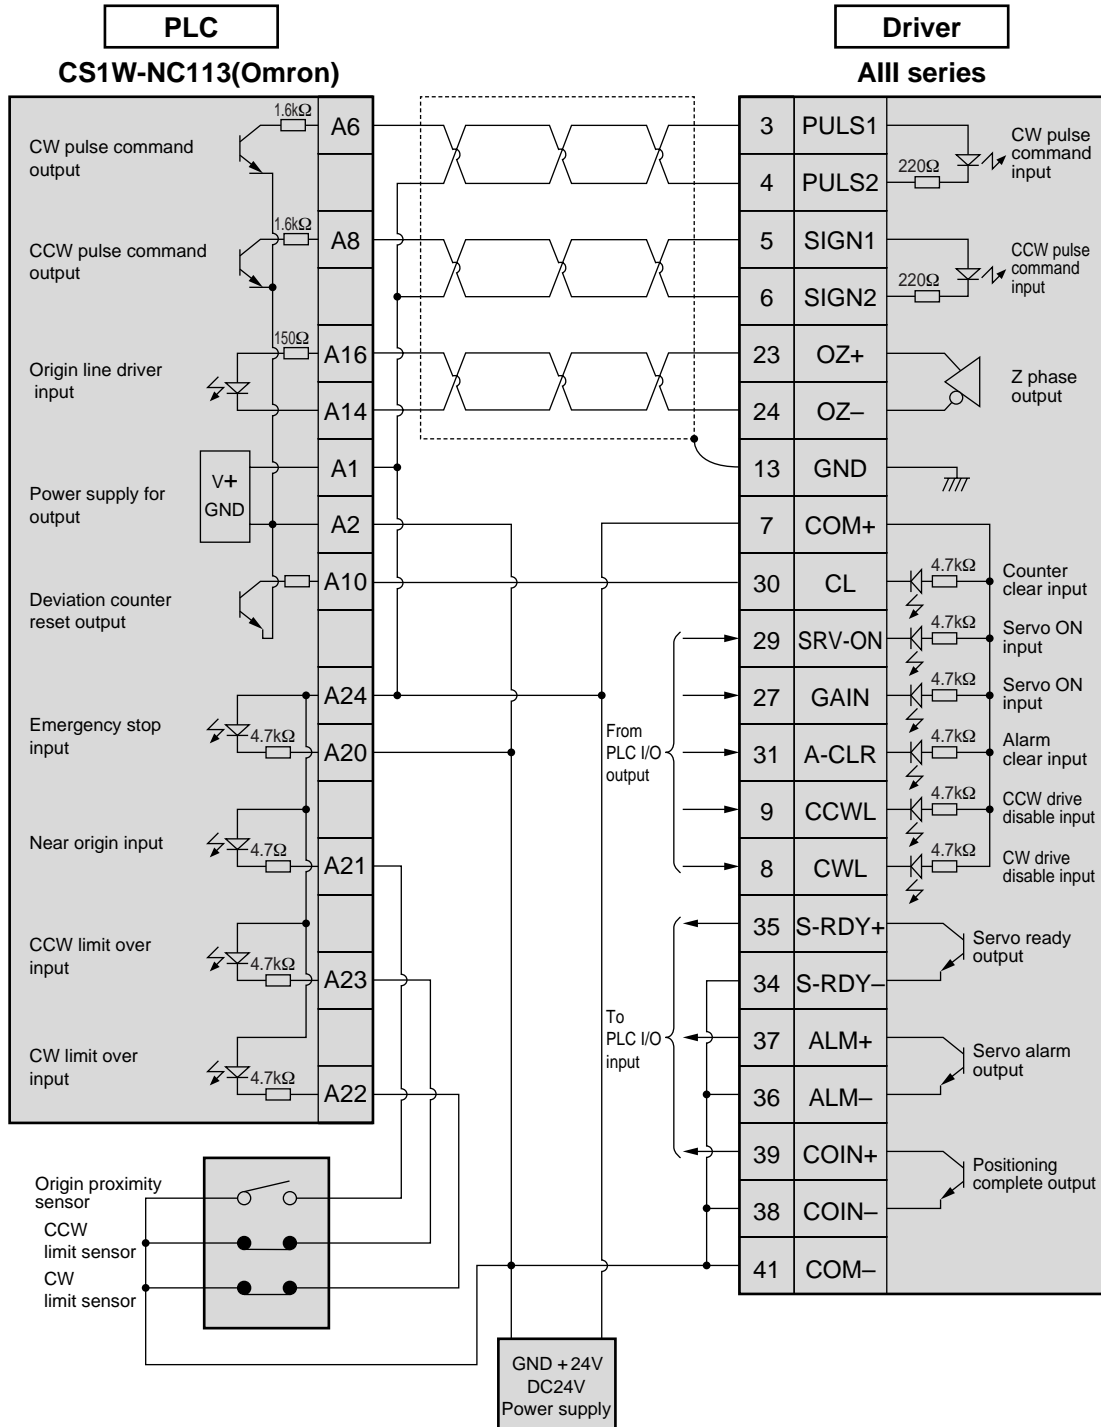 PLC
Driver
CS1W-NC113(Omron)
AIII series
CW pulse command
output
1.6kΩ
A6
3
PULS1
CW pulse
command
input
4
PULS2
220Ω
CCW pulse command
output
1.6kΩ
A8
5
SIGN1
CCW pulse
command
input
6
SIGN2
220Ω
Origin line driver
input
150Ω
A16
23
OZ+
Z phase
output
A14
24
OZ–
Power supply for
output
V+
GND
A1
13
GND
A2
7
COM+
Deviation counter
reset output
A10
30
CL
4.7kΩ
Counter
clear input
29
SRV-ON
4.7kΩ
Servo ON
input
Emergency stop
input
A24
27
GAIN
4.7kΩ
Servo ON
input
4.7kΩ
A20
From
PLC I/O
output
31
A-CLR
4.7kΩ
Alarm
clear input
9
CCWL
4.7kΩ
CCW drive
disable input
Near origin input
4.7Ω
A21
8
CWL
4.7kΩ
CW drive
disable input
35
S-RDY+
Servo ready
output
CCW limit over
input
4.7kΩ
A23
34
S-RDY–
To
PLC I/O
input
37
ALM+
Servo alarm
output
CW limit over
input
4.7kΩ
A22
36
ALM–
39
COIN+
Positioning
complete output
38
COIN–
41
COM–
Origin proximity
sensor
CCW
limit sensor
CW
limit sensor
GND +24V
DC24V
Power supply